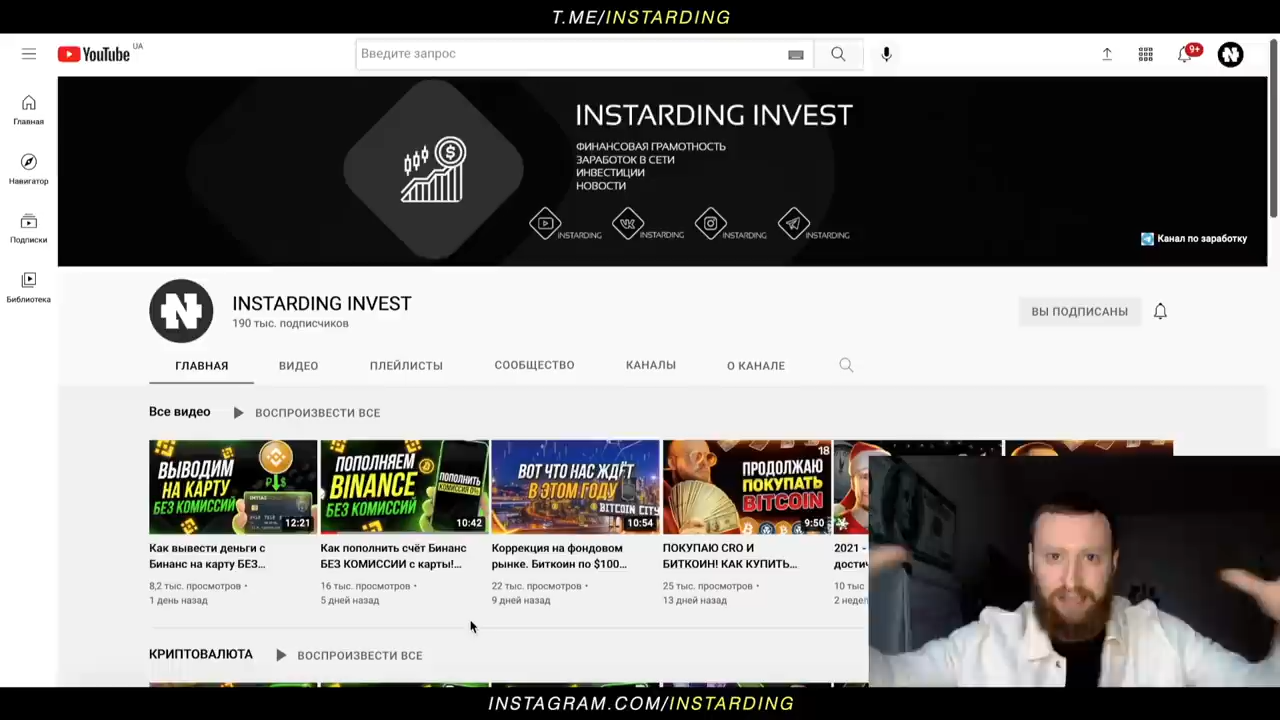 T.ME/INSTARDING
YouTube UA
Введите запрос
9+
Главная
Навигатор
Подписки
Библиотека
INSTARDING INVEST
ФИНАНСОВАЯ ГРАМОТНОСТЬ
ЗАРАБОТОК В СЕТИ
ИНВЕСТИЦИИ
НОВОСТИ
INSTARDING INSTARDING INSTARDING INSTARDING
Канал по заработку
INSTARDING INVEST
190 тыс. подписчиков
ВЫ ПОДПИСАНЫ
ГЛАВНАЯ ВИДЕО ПЛЕЙЛИСТЫ СООБЩЕСТВО КАНАЛЫ О КАНАЛЕ
Все видео ВОСПРОИЗВЕСТИ ВСЕ
ВЫВОДИМ
НА КАРТУ
БЕЗ КОМИССИЙ
12:21
Как вывести деньги с
Бинанс на карту БЕЗ...
8,2 тыс. просмотров •
1 день назад
ПОПОЛНЯЕМ
BINANCE
БЕЗ КОМИССИЙ
ПОПОЛНИТЬ
10:42
Как пополнить счёт Бинанс
БЕЗ КОМИССИИ с карты!...
16 тыс. просмотров •
5 дней назад
ВОТ ЧТО НАС ЖДЁТ
В ЭТОМ ГОДУ
BITCOIN CITY
10:54
Коррекция на фондовом
рынке. Биткоин по $100...
22 тыс. просмотров •
9 дней назад
18
ПРОДОЛЖАЮ
ПОКУПАТЬ
BITCOIN
9:50
ПОКУПАЮ CRO И
БИТКОИН! КАК КУПИТЬ...
25 тыс. просмотров •
13 дней назад
2021 -
10 тыс
КРИПТОВАЛЮТА ВОСПРОИЗВЕСТИ ВСЕ
INSTAGRAM.COM/INSTARDING